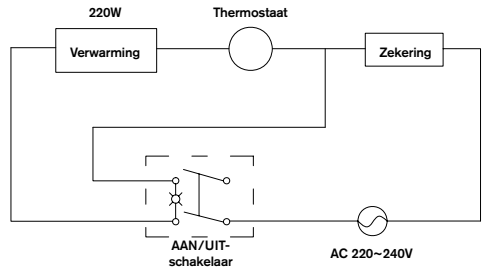 220W
Thermostaat
Verwarming
Zekering
AAN/UIT-
schakelaar
AC 220~240V